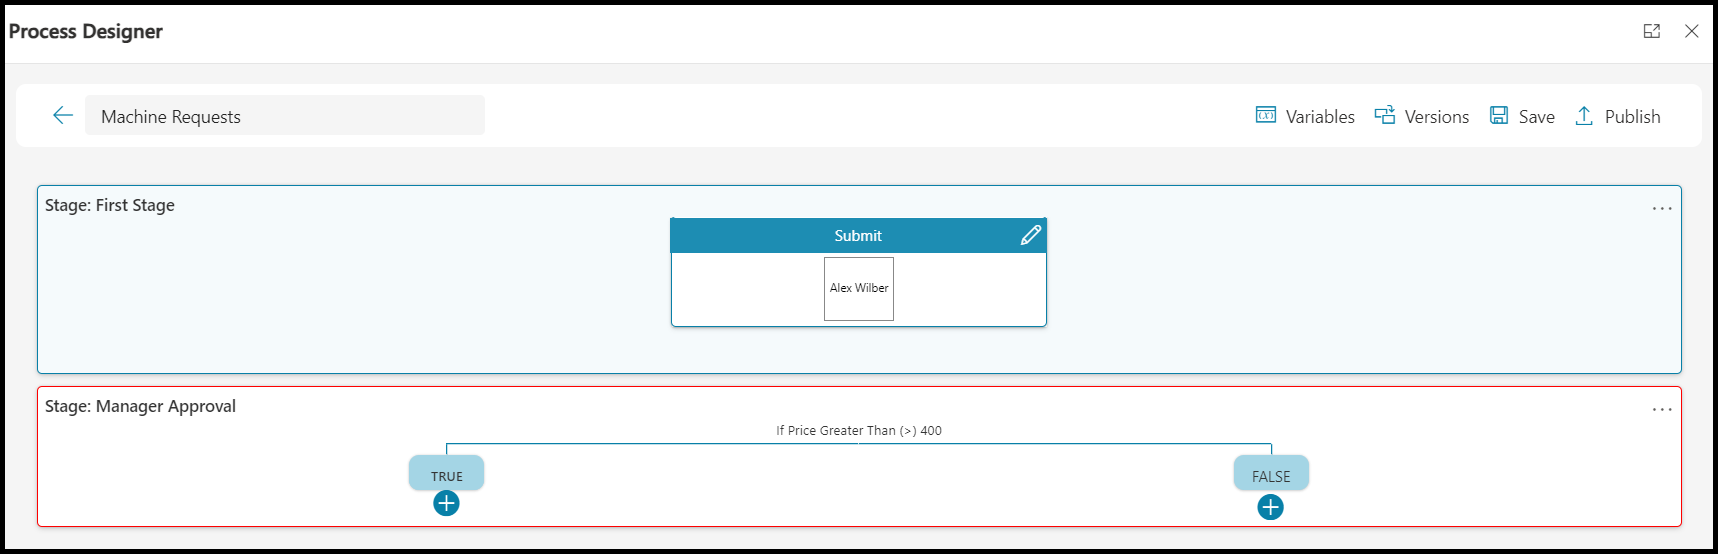 Process Designer
Machine Requests
Variables
Versions
Save
Publish
Stage: First Stage
Submit
Alex Wilber
Stage: Manager Approval
If Price Greater Than (>) 400
TRUE
FALSE